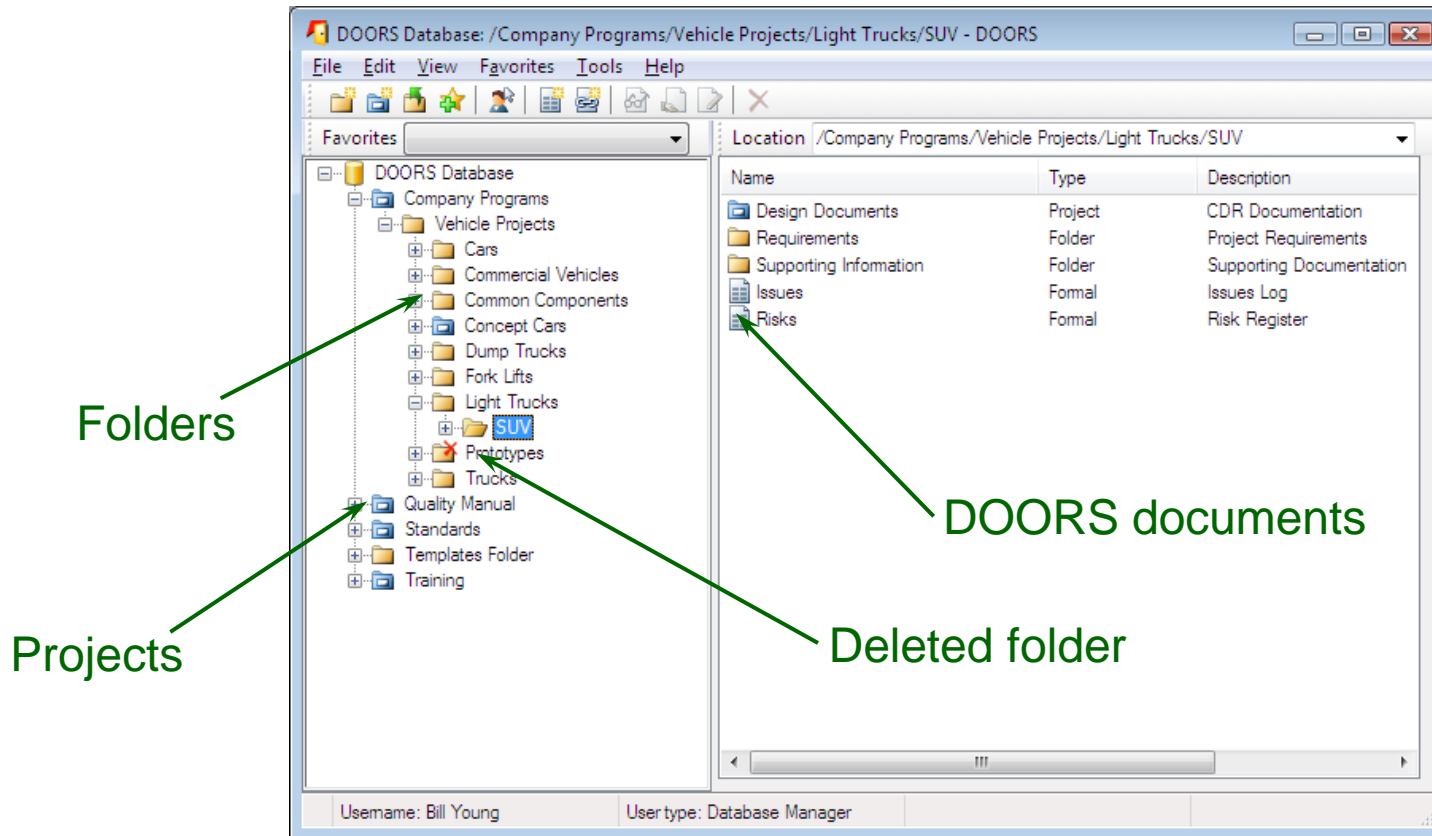 DOORS Database: /Company Programs/Vehicle Projects/Light Trucks/SUV - DOORS
File Edit View Favorites Tools Help
Favorites
Location /Company Programs/Vehicle Projects/Light Trucks/SUV
DOORS Database
Company Programs
Vehicle Projects
Cars
Commercial Vehicles
Common Components
Concept Cars
Dump Trucks
Fork Lifts
Light Trucks
SUV
Prototypes
Trucks
Quality Manual
Standards
Templates Folder
Training
Name Type Description
Design Documents Project CDR Documentation
Requirements Folder Project Requirements
Supporting Information Folder Supporting Documentation
Issues Formal Issues Log
Risks Formal Risk Register
Folders
DOORS documents
Deleted folder
Projects
Username: Bill Young User type: Database Manager